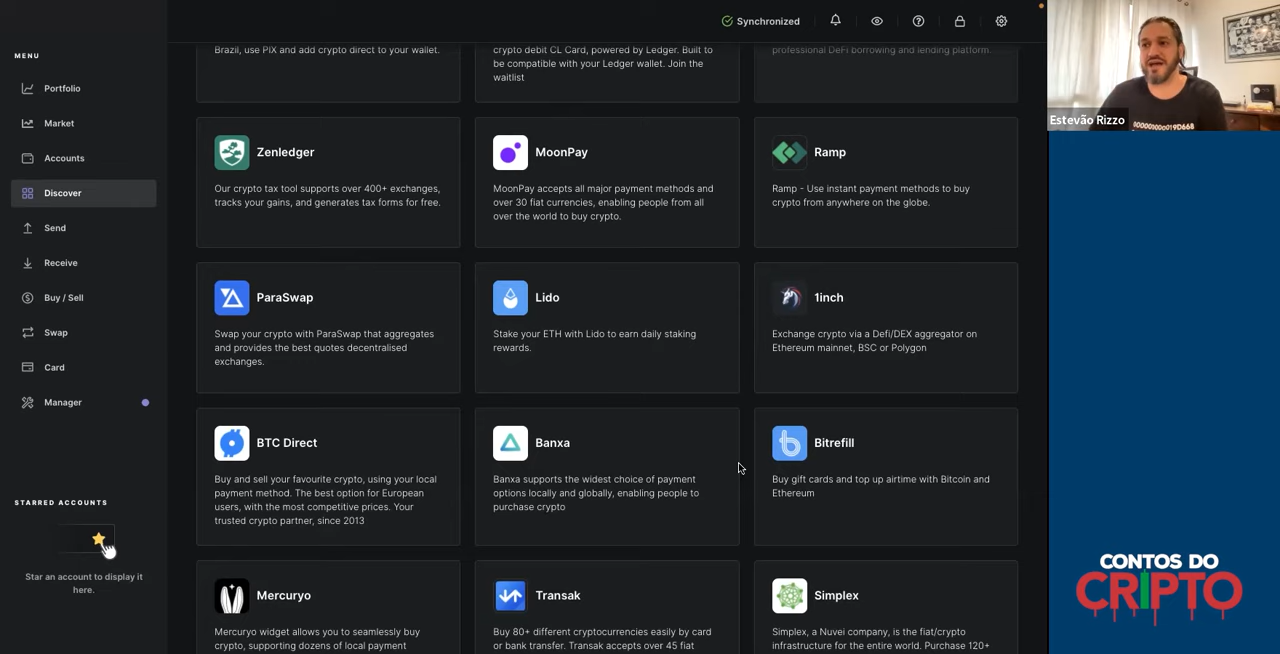 Synchronized
MENU
Portfolio
Market
Accounts
Discover
Send
Receive
Buy / Sell
Swap
Card
Manager
STARRED ACCOUNTS
Star an account to display it
here.
Brazil, use PIX and add crypto direct to your wallet.
crypto debit CL Card, powered by Ledger. Built to
be compatible with your Ledger wallet. Join the
waitlist
professional DeFi borrowing and lending platform.
Zenledger
Our crypto tax tool supports over 400+ exchanges,
tracks your gains, and generates tax forms for free.
MoonPay
MoonPay accepts all major payment methods and
over 30 fiat currencies, enabling people from all
over the world to buy crypto.
Ramp
Ramp - Use instant payment methods to buy
crypto from anywhere on the globe.
ParaSwap
Swap your crypto with ParaSwap that aggregates
and provides the best quotes decentralised
exchanges.
Lido
Stake your ETH with Lido to earn daily staking
rewards.
1inch
Exchange crypto via a Defi/DEX aggregator on
Ethereum mainnet, BSC or Polygon
BTC Direct
Buy and sell your favourite crypto, using your local
payment method. The best option for European
users, with the most competitive prices. Your
trusted crypto partner, since 2013
Banxa
Banxa supports the widest choice of payment
options locally and globally, enabling people to
purchase crypto
Bitrefill
Buy gift cards and top up airtime with Bitcoin and
Ethereum
Mercuryo
Mercuryo widget allows you to seamlessly buy
crypto, supporting dozens of local payment
Transak
Buy 80+ different cryptocurrencies easily by card
or bank transfer. Transak accepts over 45 fiat
Simplex
Simplex, a Nuvei company, is the fiat/crypto
infrastructure for the entire world. Purchase 120+
Estevão Rizzo
CONTOS DO
CRIPTO